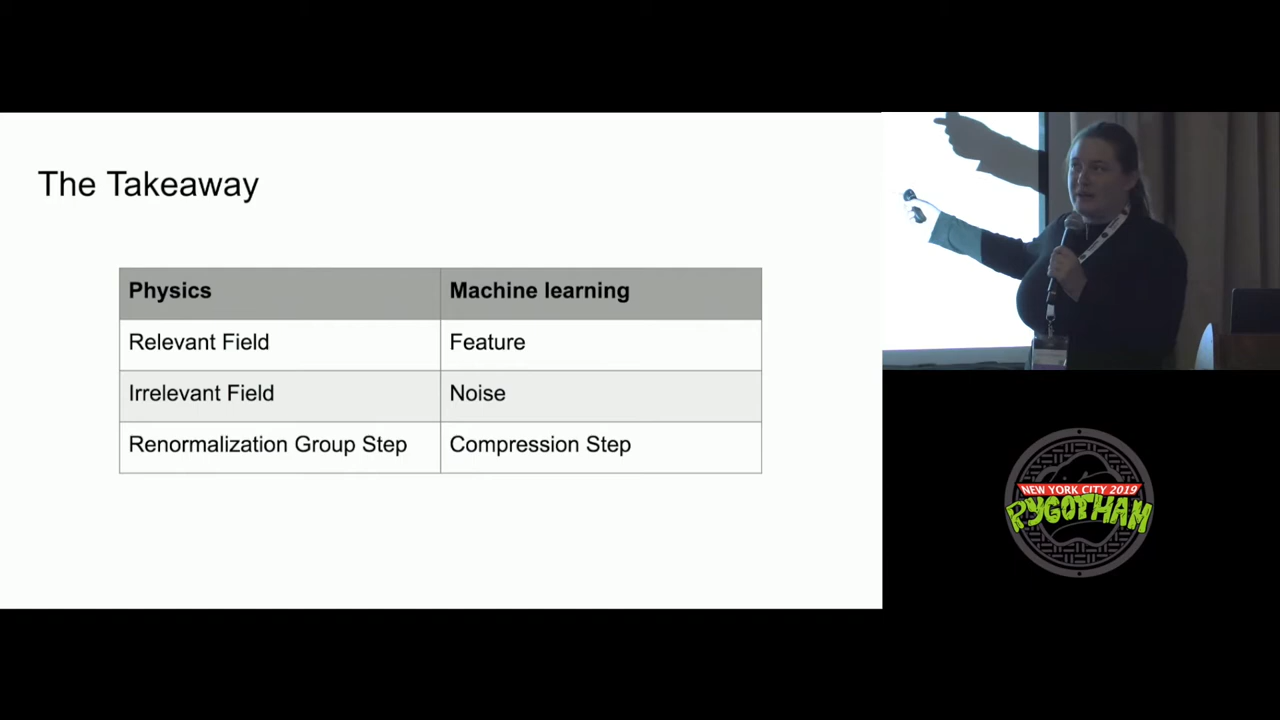 The Takeaway
Physics Machine learning
Relevant Field Feature
Irrelevant Field Noise
Renormalization Group Step Compression Step
NEW YORK CITY 2019
PYGOTHAM